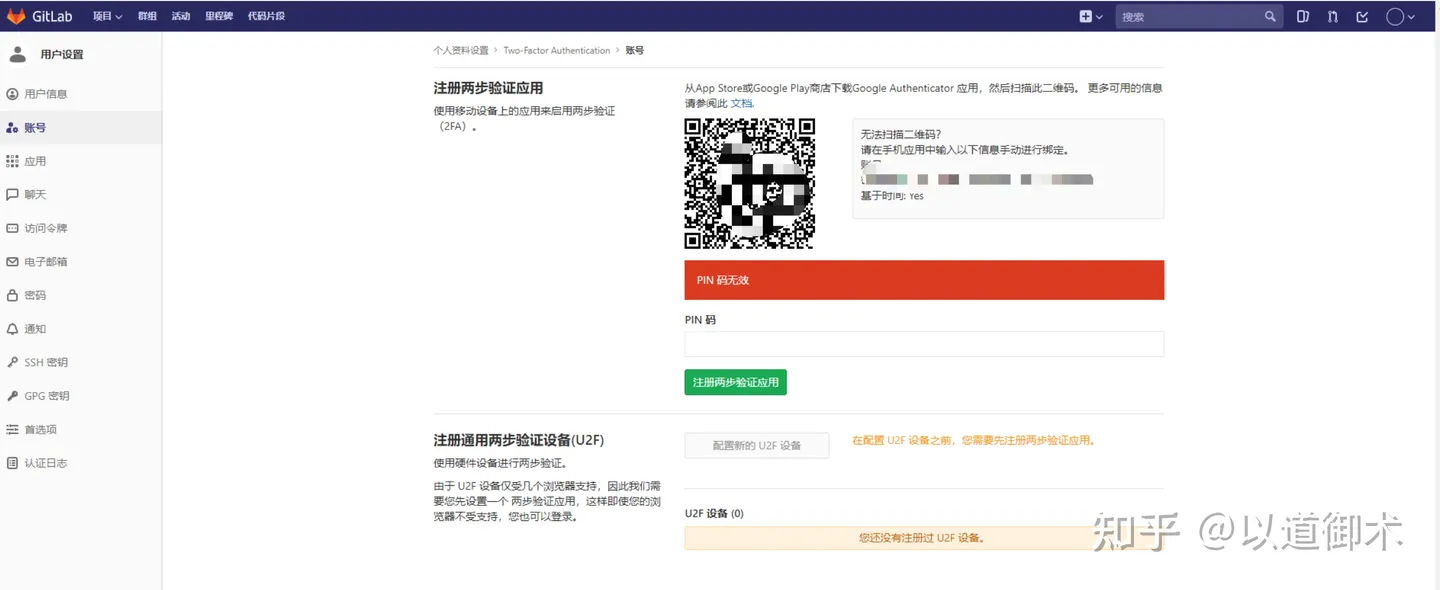 GitLab 项目 群组 活动 里程碑 代码片段 搜索
用户设置
用户信息
账号
应用
聊天
访问令牌
电子邮箱
密码
通知
SSH 密钥
GPG 密钥
首选项
认证日志
个人资料设置 › Two-Factor Authentication › 账号
注册两步验证应用
使用移动设备上的应用来启用两步验证
（2FA）。
从App Store或Google Play商店下载Google Authenticator 应用，然后扫描此二维码。 更多可用的信息
请参阅此 文档.
无法扫描二维码?
请在手机应用中输入以下信息手动进行绑定。
基于时间: Yes
PIN 码无效
PIN 码
注册两步验证应用
注册通用两步验证设备(U2F)
使用硬件设备进行两步验证。
由于 U2F 设备仅受几个浏览器支持，因此我们需
要您先设置一个 两步验证应用，这样即使您的浏
览器不受支持，您也可以登录。
配置新的 U2F 设备
在配置 U2F 设备之前，您需要先注册两步验证应用。
U2F 设备 (0)
您还没有注册过 U2F 设备。
知乎 @以道御术